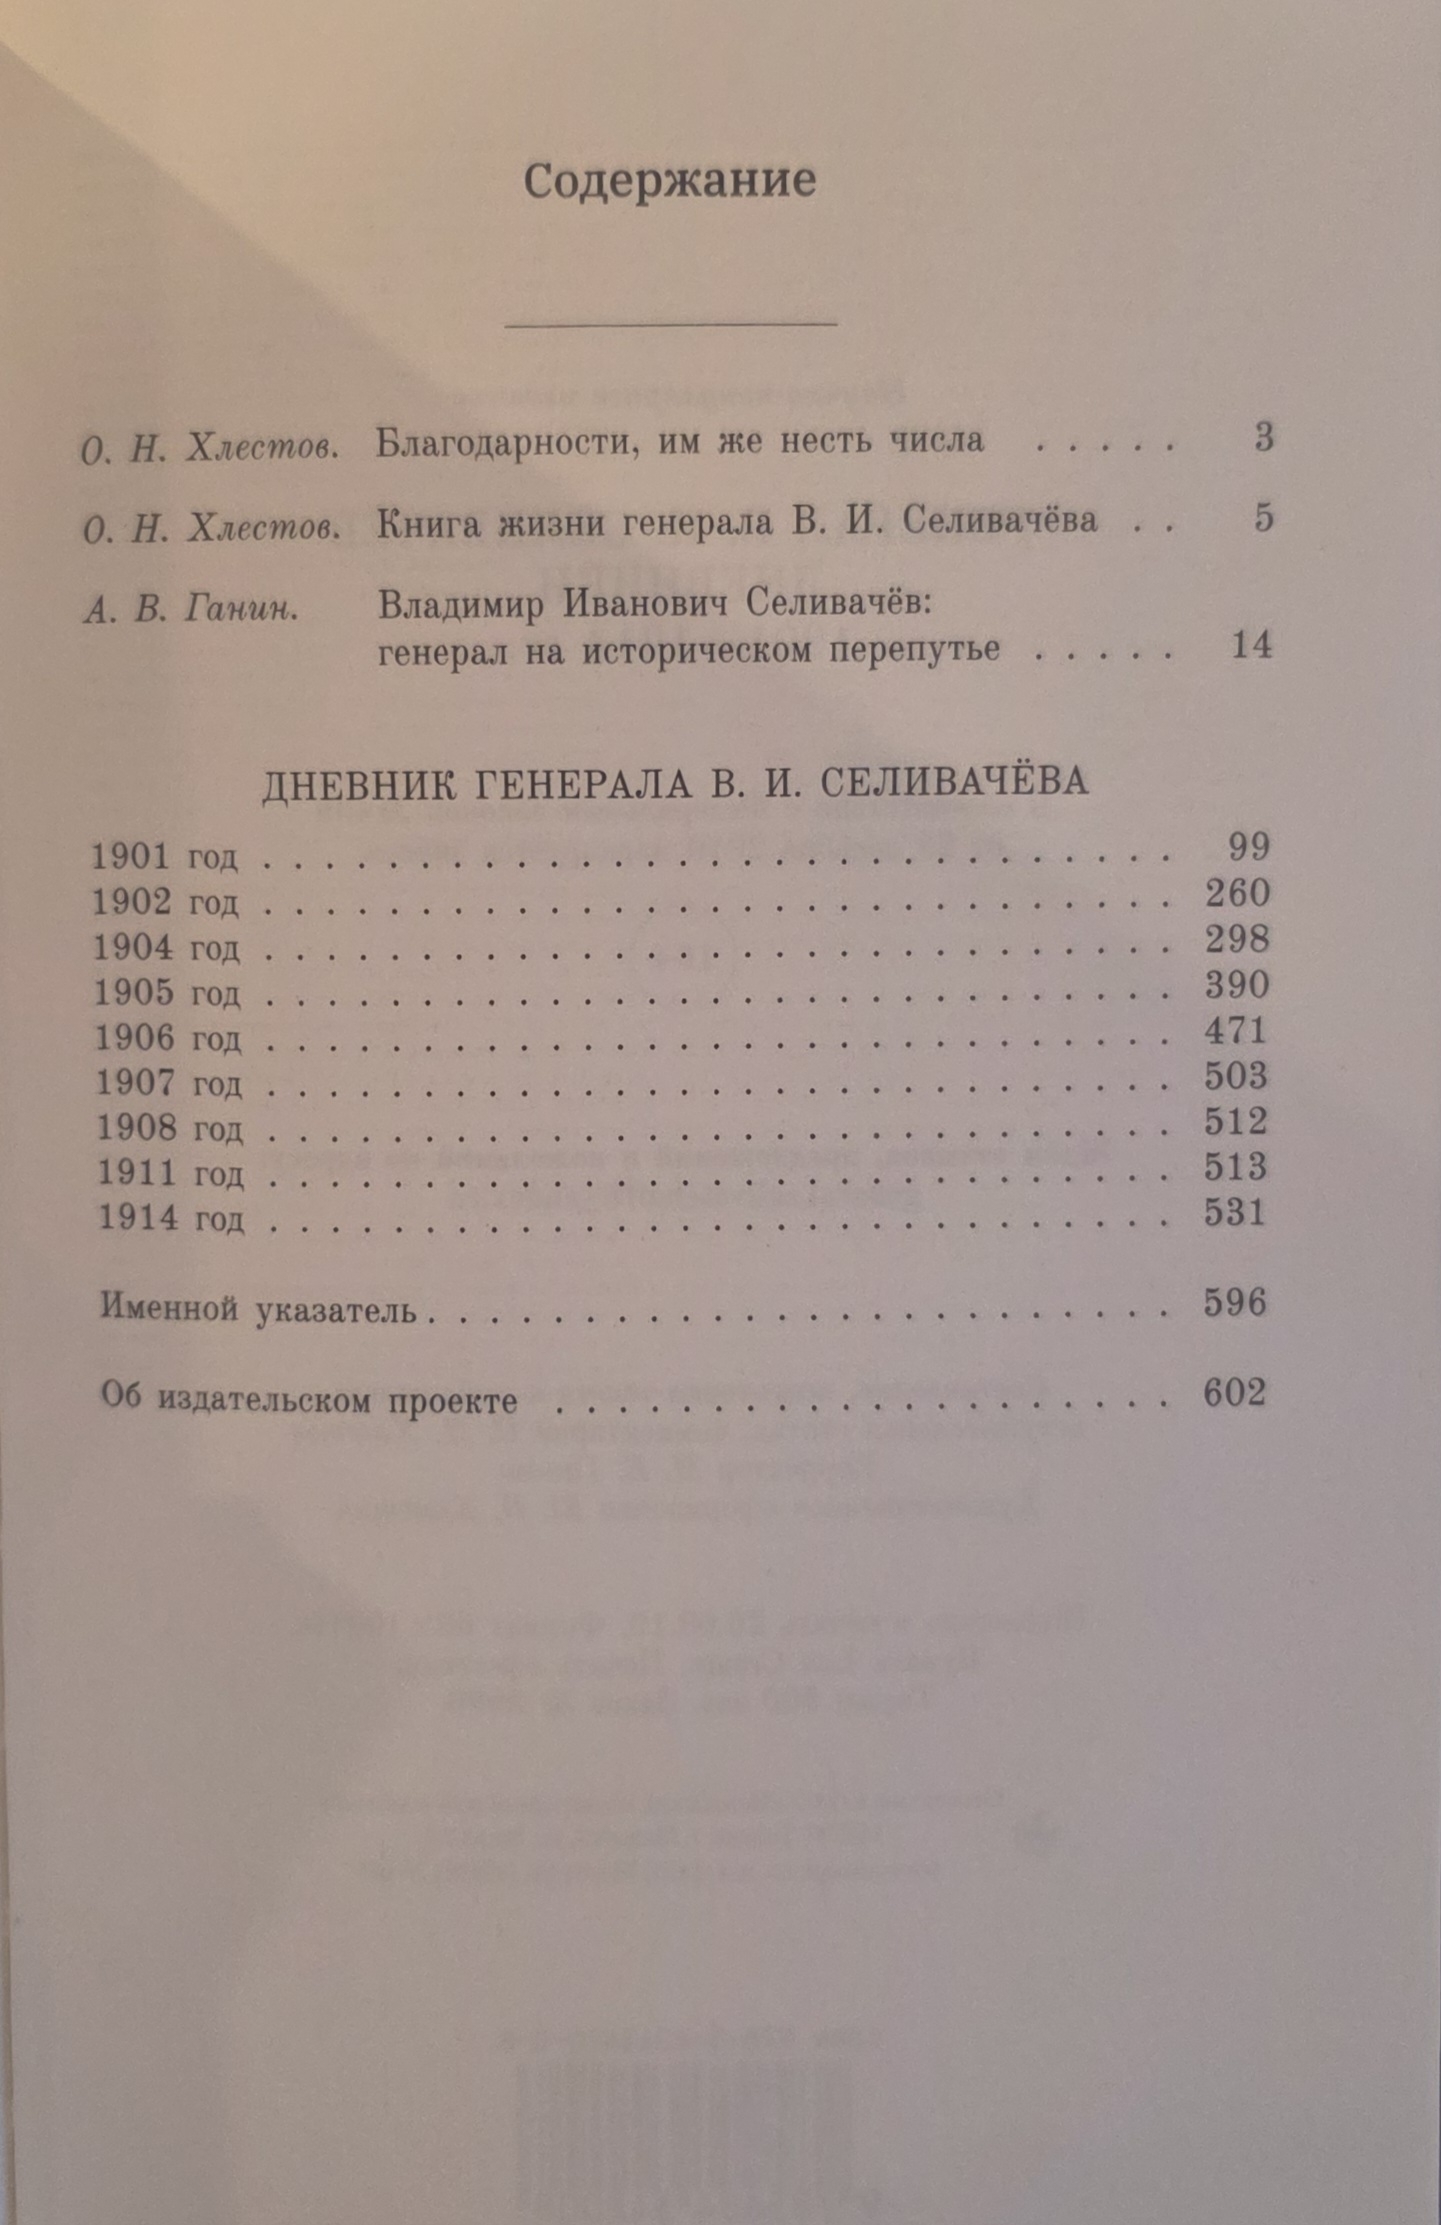 Содержание
О. Н. Хлестов. Благодарности, им же несть числа . . . . . 3
О. Н. Хлестов. Книга жизни генерала В. И. Селивачёва . . 5
А. В. Ганин. Владимир Иванович Селивачёв:
генерал на историческом перепутье . . . . . 14
ДНЕВНИК ГЕНЕРАЛА В. И. СЕЛИВАЧЁВА
1901 год . . . . . . . . . . . . . . . . . . . . . . . . . . . . . 99
1902 год . . . . . . . . . . . . . . . . . . . . . . . . . . . . . 260
1904 год . . . . . . . . . . . . . . . . . . . . . . . . . . . . . 298
1905 год . . . . . . . . . . . . . . . . . . . . . . . . . . . . . 390
1906 год . . . . . . . . . . . . . . . . . . . . . . . . . . . . . 471
1907 год . . . . . . . . . . . . . . . . . . . . . . . . . . . . . 503
1908 год . . . . . . . . . . . . . . . . . . . . . . . . . . . . . 512
1911 год . . . . . . . . . . . . . . . . . . . . . . . . . . . . . 513
1914 год . . . . . . . . . . . . . . . . . . . . . . . . . . . . . 531
Именной указатель . . . . . . . . . . . . . . . . . . . . . . . . 596
Об издательском проекте . . . . . . . . . . . . . . . . . . . . 602